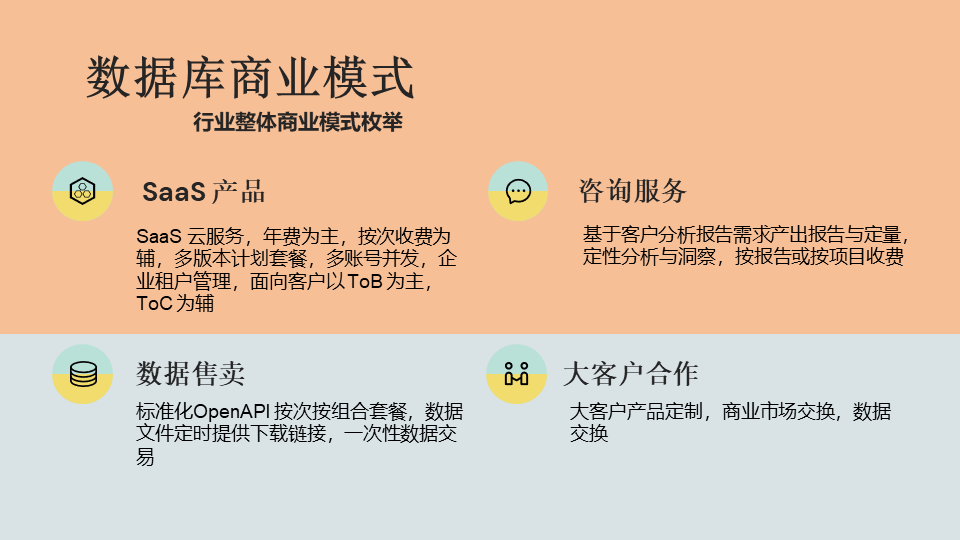 数据库商业模式
行业整体商业模式枚举
SaaS 产品
SaaS 云服务，年费为主，按次收费为
辅，多版本计划套餐，多账号并发，企
业租户管理，面向客户以ToB为主，
ToC为辅
咨询服务
基于客户分析报告需求产出报告与定量，
定性分析与洞察，按报告或按项目收费
数据售卖
标准化OpenAPI按次按组合套餐，数据
文件定时提供下载链接，一次性数据交
易
大客户合作
大客户产品定制，商业市场交换，数据
交换